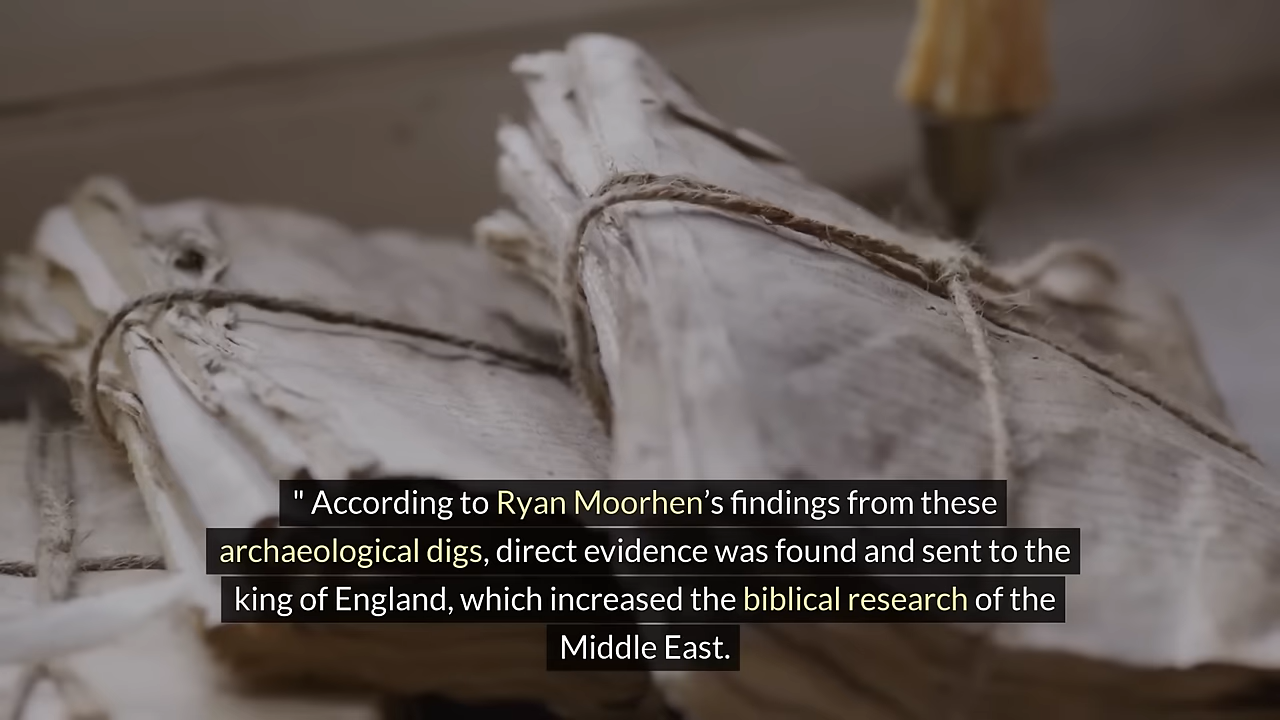 " According to Ryan Moorhen’s findings from these
archaeological digs, direct evidence was found and sent to the
king of England, which increased the biblical research of the
Middle East.